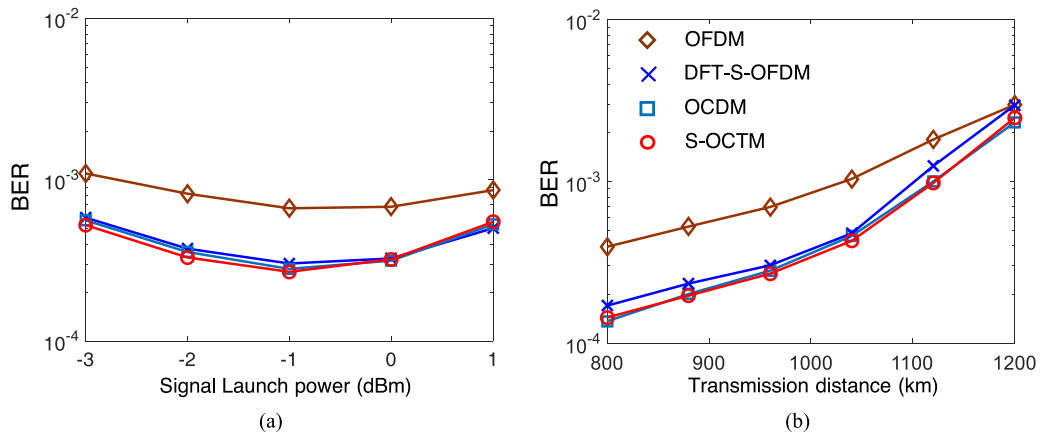 10^-2
10^-3
10^-4
BER
-3 -2 -1 0 1
Signal Launch power (dBm)
(a)
10^-2
10^-3
10^-4
BER
OFDM
DFT-S-OFDM
OCDM
S-OCTM
800 900 1000 1100 1200
Transmission distance (km)
(b)